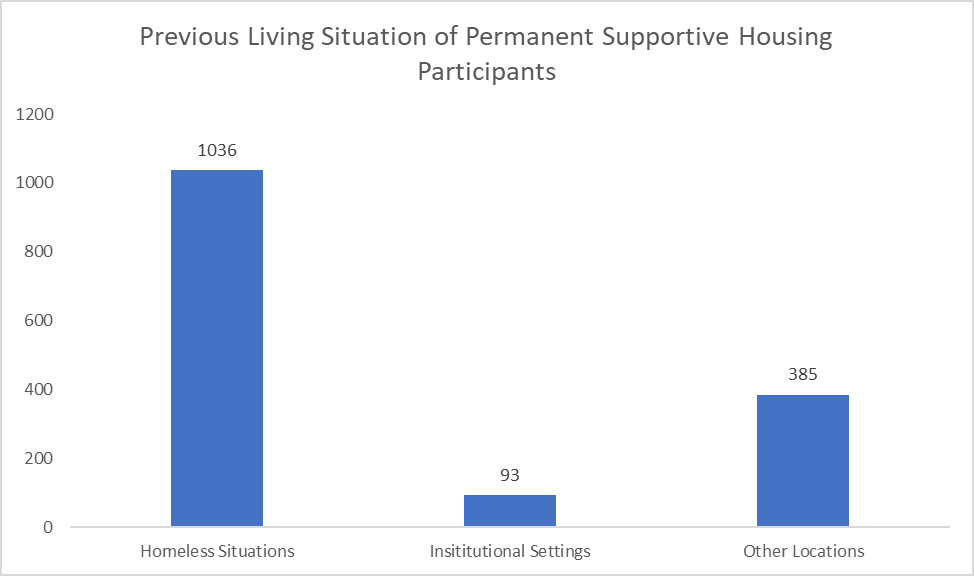 Previous Living Situation of Permanent Supportive Housing
Participants
1200
1000
800
600
400
200
0
1036
93
385
Homeless Situations
Insititutional Settings
Other Locations